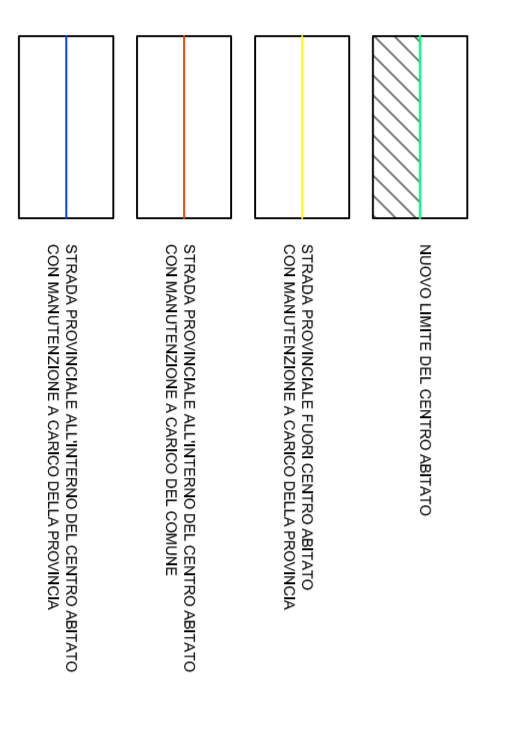 NUOVO LIMITE DEL CENTRO ABITATO
STRADA PROVINCIALE FUORI CENTRO ABITATO
CON MANUTENZIONE A CARICO DELLA PROVINCIA
STRADA PROVINCIALE ALL'INTERNO DEL CENTRO ABITATO
CON MANUTENZIONE A CARICO DEL COMUNE
STRADA PROVINCIALE ALL'INTERNO DEL CENTRO ABITATO
CON MANUTENZIONE A CARICO DELLA PROVINCIA